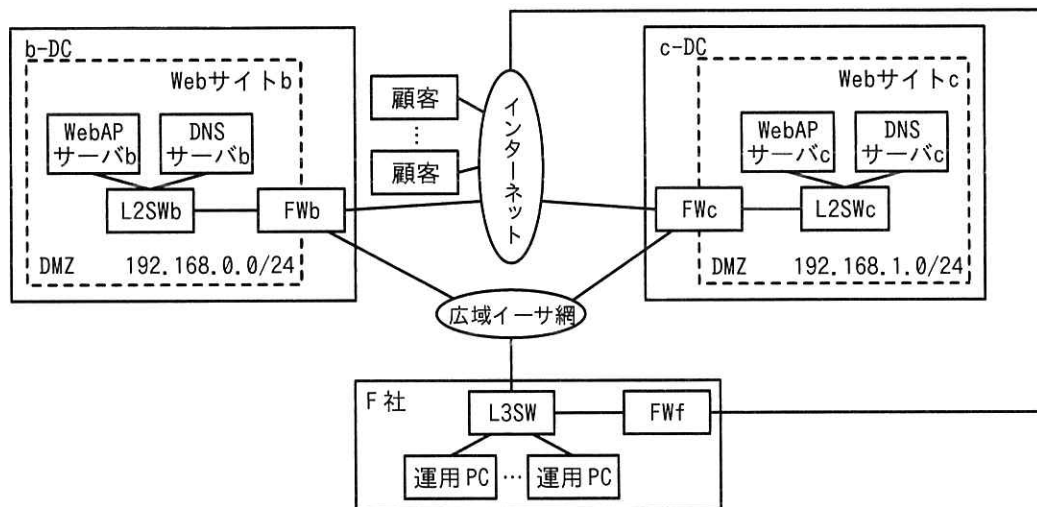 b-DC
Webサイトb
WebAP
サーバb
DNS
サーバb
L2SWb
FWb
DMZ 192.168.0.0/24
顧客
⋮
顧客
インターネット
c-DC
Webサイトc
WebAP
サーバc
DNS
サーバc
FWc
L2SWc
DMZ 192.168.1.0/24
広域イーサ網
F社
L3SW
FWf
運用PC … 運用PC